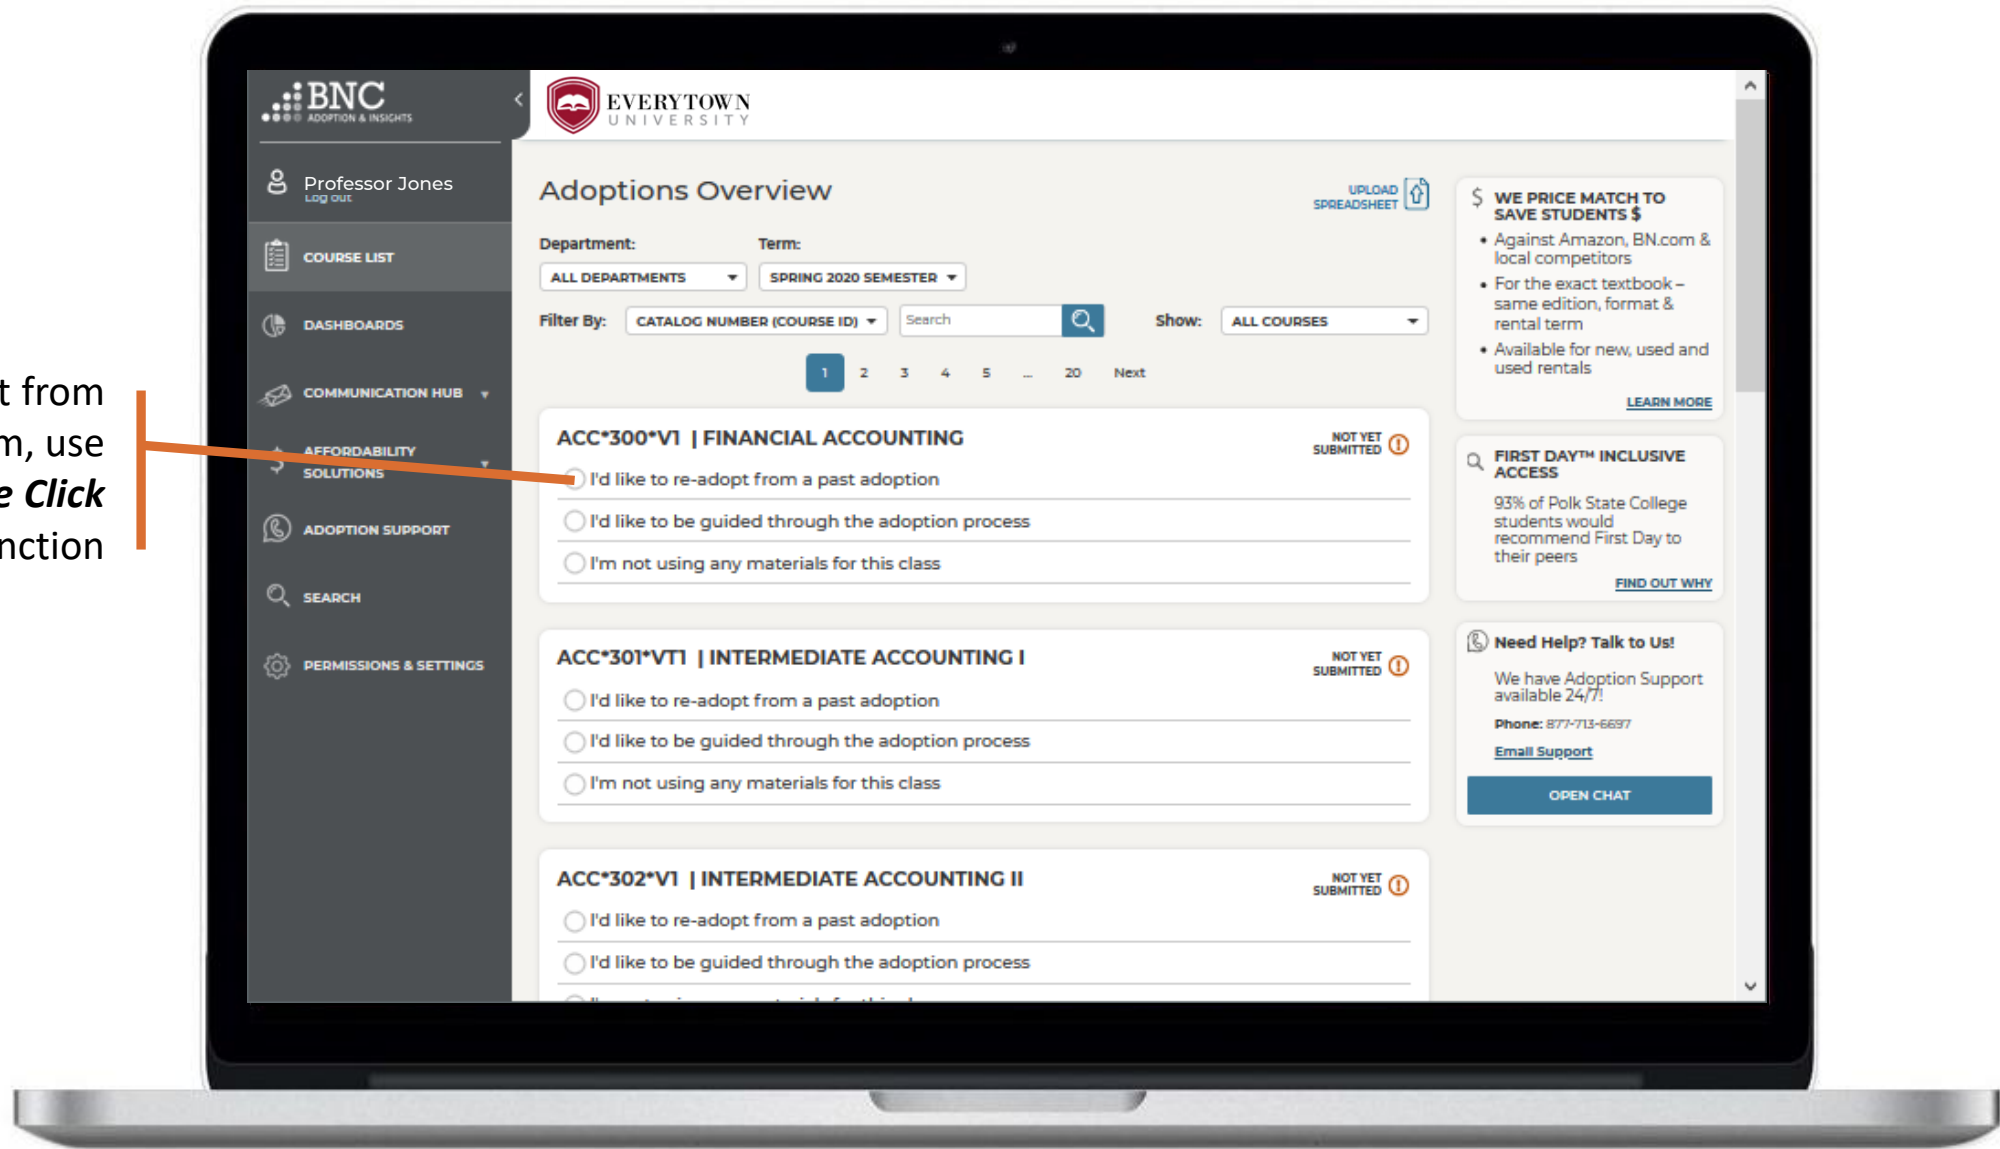 t from
m, use
e Click
nction
BNC
ADOPTION & INSIGHTS
Professor Jones
Log out
COURSE LIST
DASHBOARDS
COMMUNICATION HUB
AFFORDABILITY
SOLUTIONS
ADOPTION SUPPORT
SEARCH
PERMISSIONS & SETTINGS
EVERYTOWN
UNIVERSITY
Adoptions Overview
UPLOAD
SPREADSHEET
Department: Term:
ALL DEPARTMENTS SPRING 2020 SEMESTER
Filter By: CATALOG NUMBER (COURSE ID) Search Show: ALL COURSES
1 2 3 4 5 ... 20 Next
ACC*300*V1 | FINANCIAL ACCOUNTING
NOT YET
SUBMITTED
I'd like to re-adopt from a past adoption
I'd like to be guided through the adoption process
I'm not using any materials for this class
ACC*301*VT1 | INTERMEDIATE ACCOUNTING I
NOT YET
SUBMITTED
I'd like to re-adopt from a past adoption
I'd like to be guided through the adoption process
I'm not using any materials for this class
ACC*302*V1 | INTERMEDIATE ACCOUNTING II
NOT YET
SUBMITTED
I'd like to re-adopt from a past adoption
I'd like to be guided through the adoption process
$ WE PRICE MATCH TO
SAVE STUDENTS $
• Against Amazon, BN.com &
local competitors
• For the exact textbook –
same edition, format &
rental term
• Available for new, used and
used rentals
LEARN MORE
FIRST DAY™ INCLUSIVE
ACCESS
93% of Polk State College
students would
recommend First Day to
their peers
FIND OUT WHY
Need Help? Talk to Us!
We have Adoption Support
available 24/7!
Phone: 877-713-6697
Email Support
OPEN CHAT